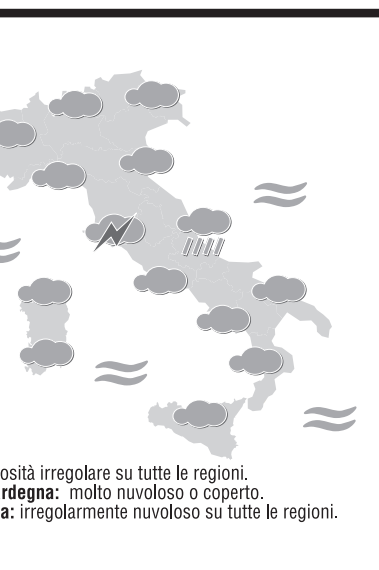 osità irregolare su tutte le regioni.
rdegna: molto nuvoloso o coperto.
a: irregolarmente nuvoloso su tutte le regioni.